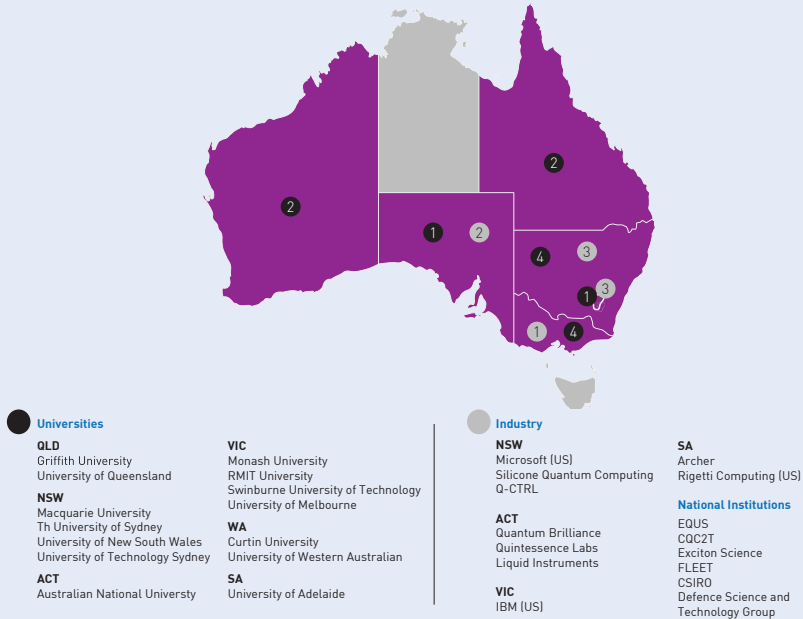 2
2
1
2
4
3
3
1
1
4
Universities
QLD
Griffith University
University of Queensland
NSW
Macquarie University
Th University of Sydney
University of New South Wales
University of Technology Sydney
ACT
Australian National Universty
VIC
Monash University
RMIT University
Swinburne University of Technology
University of Melbourne
WA
Curtin University
University of Western Australian
SA
University of Adelaide
Industry
NSW
Microsoft (US)
Silicone Quantum Computing
Q-CTRL
ACT
Quantum Brilliance
Quintessence Labs
Liquid Instruments
VIC
IBM (US)
SA
Archer
Rigetti Computing (US)
National Institutions
EQUS
CQC2T
Exciton Science
FLEET
CSIRO
Defence Science and
Technology Group